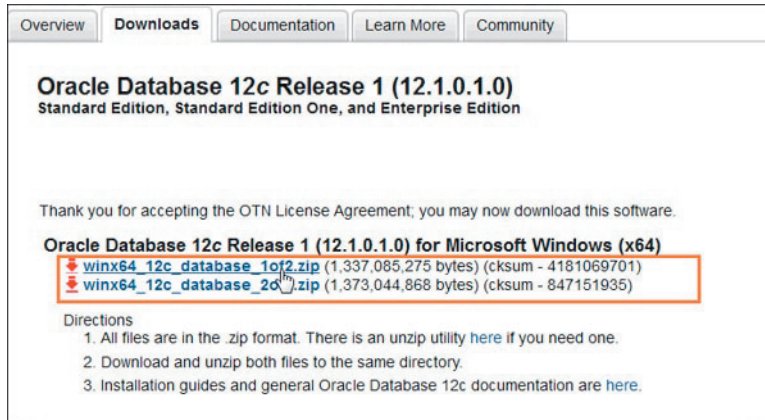 Overview Downloads Documentation Learn More Community
Oracle Database 12c Release 1 (12.1.0.1.0)
Standard Edition, Standard Edition One, and Enterprise Edition
Thank you for accepting the OTN License Agreement; you may now download this software.
Oracle Database 12c Release 1 (12.1.0.1.0) for Microsoft Windows (x64)
winx64_12c_database_1of2.zip (1,337,085,275 bytes) (cksum - 4181069701)
winx64_12c_database_2o .zip (1,373,044,868 bytes) (cksum - 847151935)
Directions
1. All files are in the .zip format. There is an unzip utility here if you need one.
2. Download and unzip both files to the same directory.
3. Installation guides and general Oracle Database 12c documentation are here.